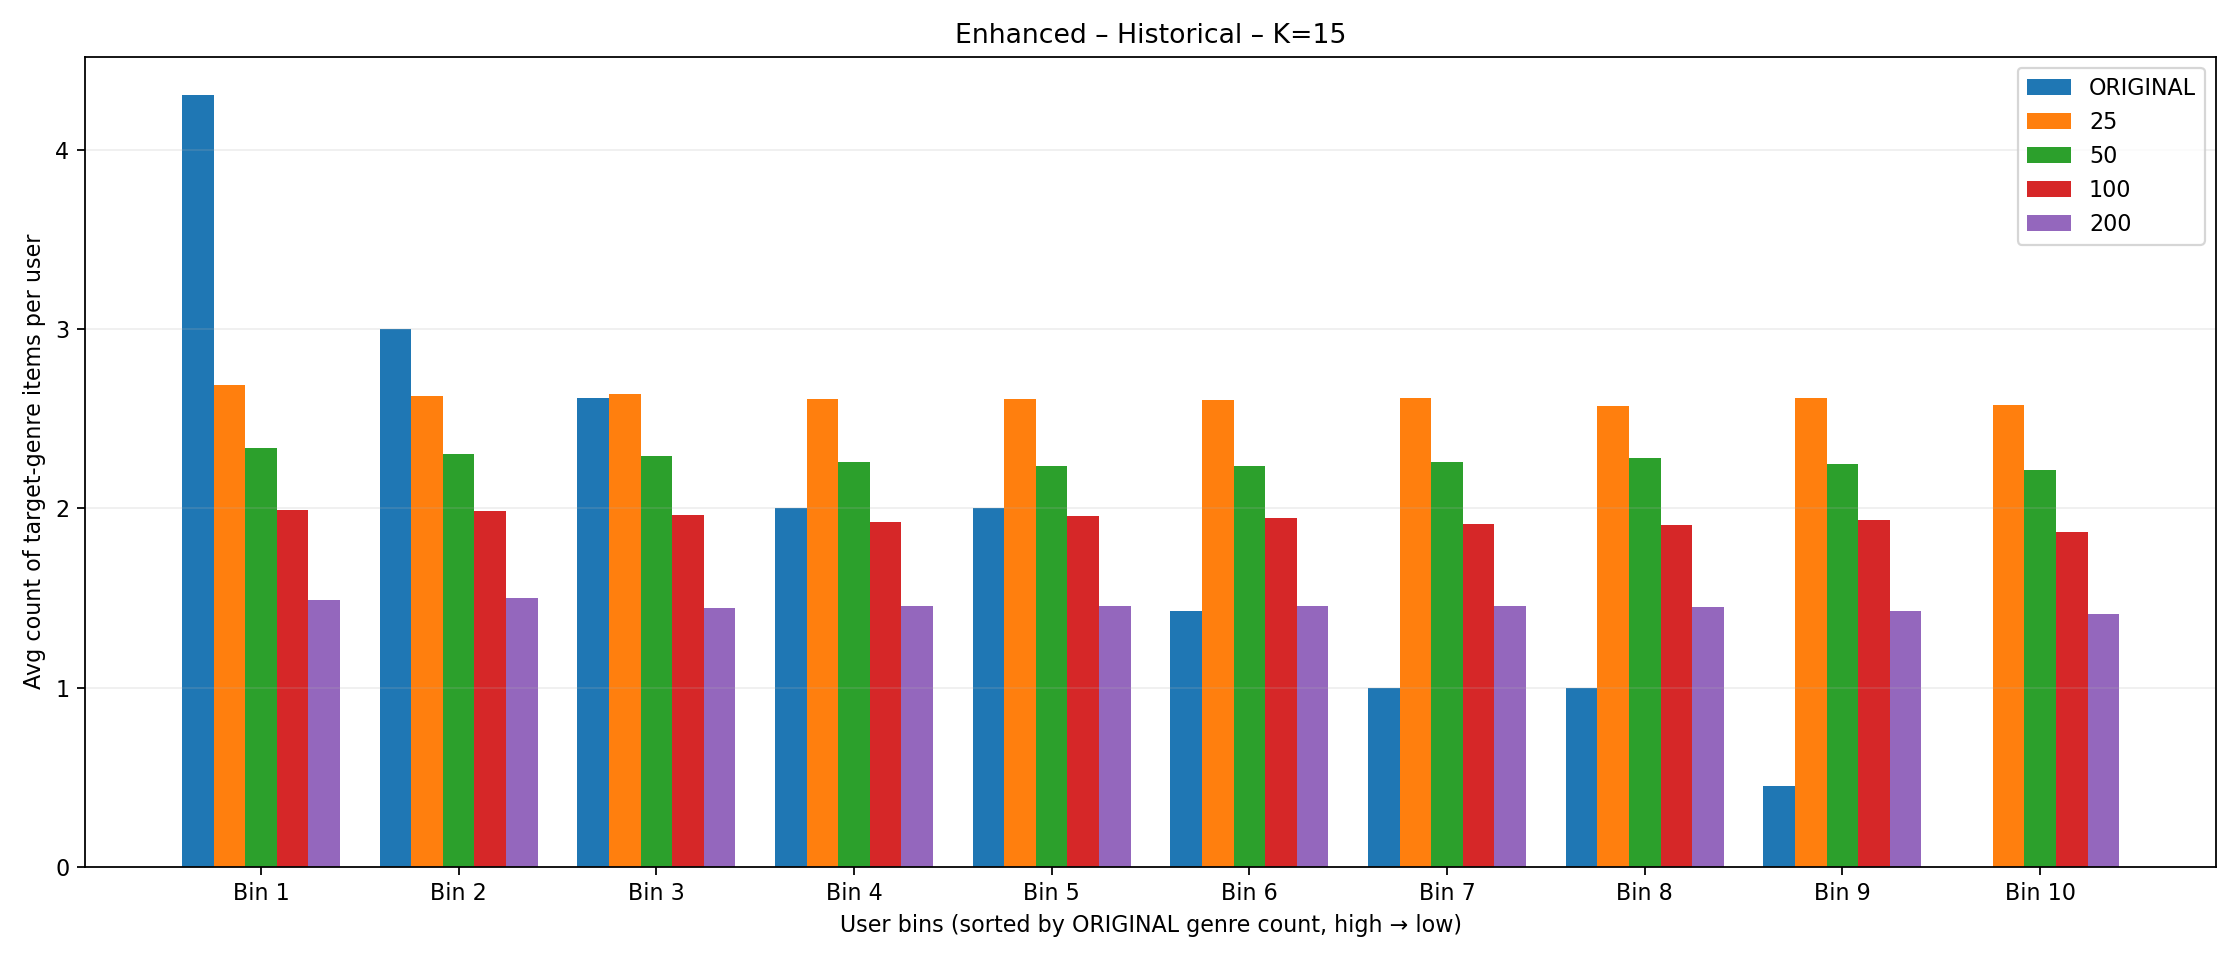 Enhanced – Historical – K=15
ORIGINAL
25
50
100
200
Avg count of target-genre items per user
4
3
2
1
0
Bin 1 Bin 2 Bin 3 Bin 4 Bin 5 Bin 6 Bin 7 Bin 8 Bin 9 Bin 10
User bins (sorted by ORIGINAL genre count, high → low)